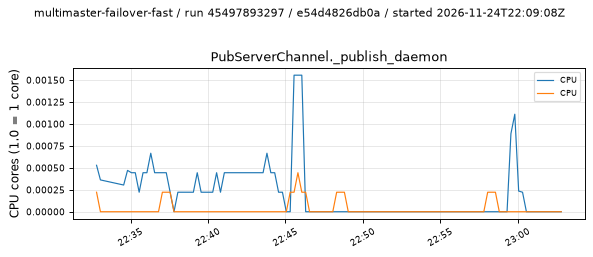 multimaster-failover-fast / run 45497893297 / e54d4826db0a / started 2026-11-24T22:09:08Z
PubServerChannel._publish_daemon
CPU cores (1.0 = 1 core)
0.00150
0.00125
0.00100
0.00075
0.00050
0.00025
0.00000
CPU
CPU
22:35
22:40
22:45
22:50
22:55
23:00